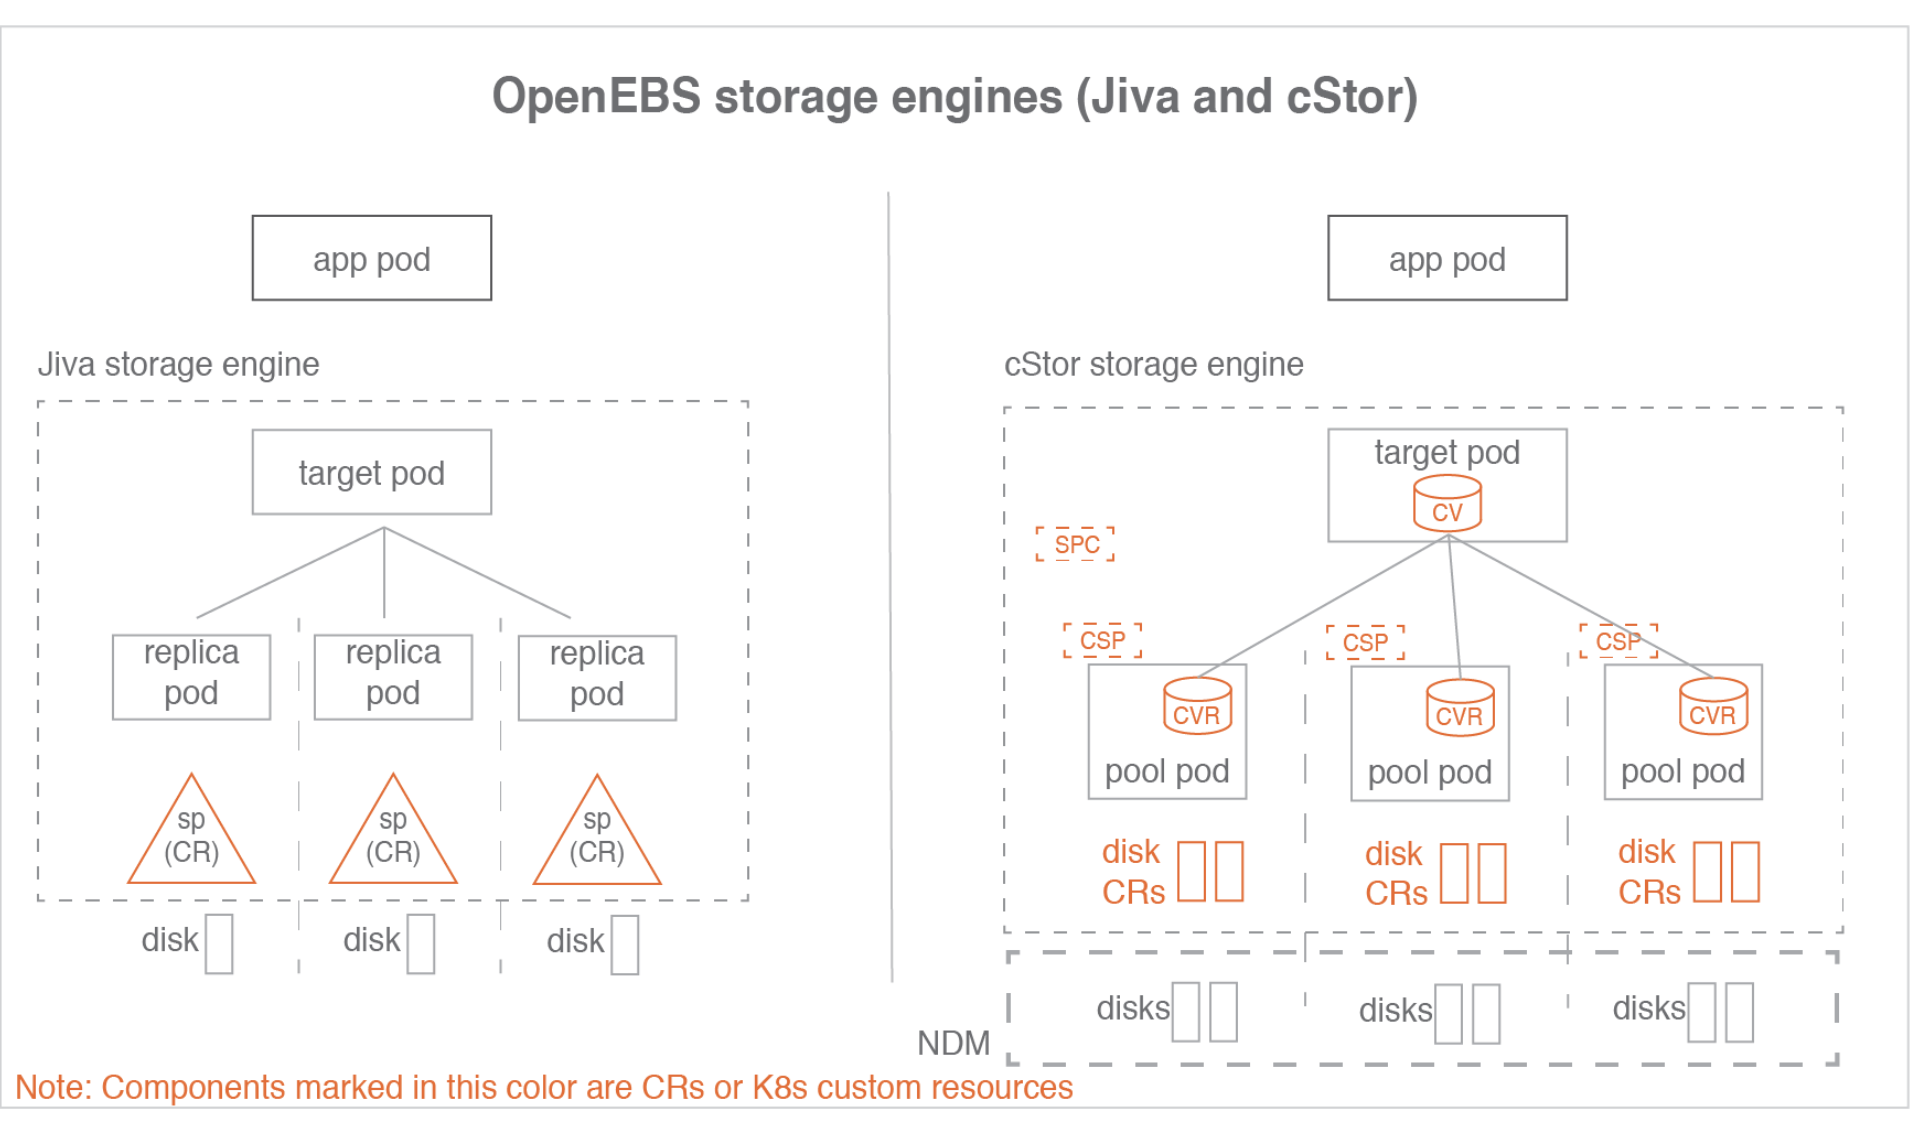 OpenEBS storage engines (Jiva and cStor)
app pod
Jiva storage engine
target pod
replica
pod
replica
pod
replica
pod
sp
(CR)
sp
(CR)
sp
(CR)
disk
disk
disk
app pod
cStor storage engine
target pod
CV
SPC
CSP
CSP
CSP
CVR
pool pod
CVR
pool pod
CVR
pool pod
disk
CRs
disk
CRs
disk
CRs
disks
disks
disks
NDM
Note: Components marked in this color are CRs or K8s custom resources